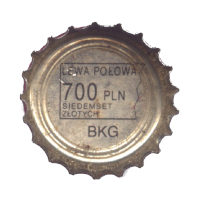 LEWA POŁOWA
700 PLN
SIEDEMSET
ZŁOTYCH
BKG